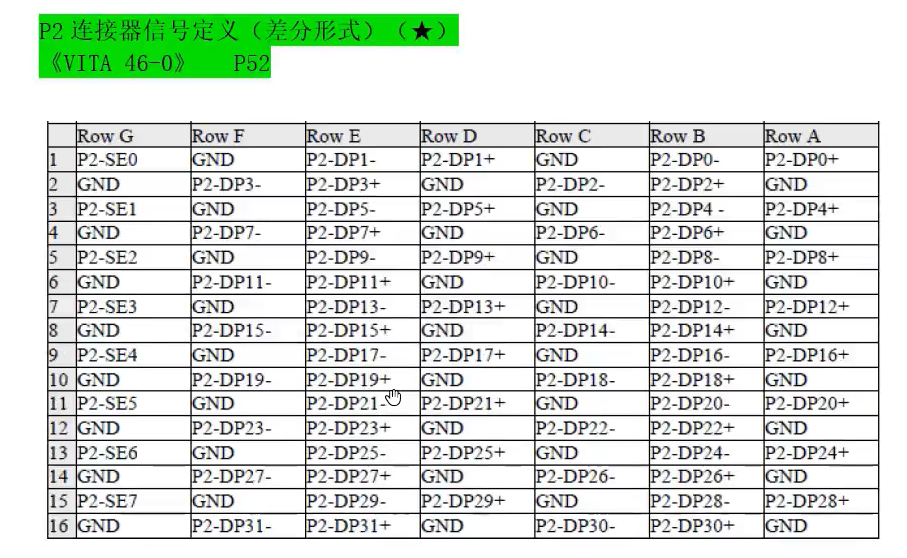 P2 连接器信号定义（差分形式）（★）
《VITA 46-0》 P52
Row G Row F Row E Row D Row C Row B Row A
1 P2-SE0 GND P2-DP1- P2-DP1+ GND P2-DP0- P2-DP0+
2 GND P2-DP3- P2-DP3+ GND P2-DP2- P2-DP2+ GND
3 P2-SE1 GND P2-DP5- P2-DP5+ GND P2-DP4 - P2-DP4+
4 GND P2-DP7- P2-DP7+ GND P2-DP6- P2-DP6+ GND
5 P2-SE2 GND P2-DP9- P2-DP9+ GND P2-DP8- P2-DP8+
6 GND P2-DP11- P2-DP11+ GND P2-DP10- P2-DP10+ GND
7 P2-SE3 GND P2-DP13- P2-DP13+ GND P2-DP12- P2-DP12+
8 GND P2-DP15- P2-DP15+ GND P2-DP14- P2-DP14+ GND
9 P2-SE4 GND P2-DP17- P2-DP17+ GND P2-DP16- P2-DP16+
10 GND P2-DP19- P2-DP19+ GND P2-DP18- P2-DP18+ GND
11 P2-SE5 GND P2-DP21- P2-DP21+ GND P2-DP20- P2-DP20+
12 GND P2-DP23- P2-DP23+ GND P2-DP22- P2-DP22+ GND
13 P2-SE6 GND P2-DP25- P2-DP25+ GND P2-DP24- P2-DP24+
14 GND P2-DP27- P2-DP27+ GND P2-DP26- P2-DP26+ GND
15 P2-SE7 GND P2-DP29- P2-DP29+ GND P2-DP28- P2-DP28+
16 GND P2-DP31- P2-DP31+ GND P2-DP30- P2-DP30+ GND